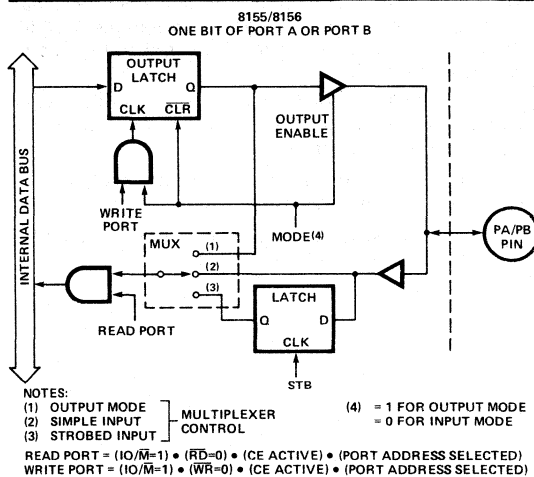 8155/8156
ONE BIT OF PORT A OR PORT B
OUTPUT
LATCH
D
Q
CLK
C̅L̅R̅
OUTPUT
ENABLE
INTERNAL DATA BUS
WRITE
PORT
MODE(4)
MUX
(1)
(2)
(3)
PA/PB
PIN
READ PORT
LATCH
Q
D
CLK
STB
NOTES:
(1) OUTPUT MODE
(2) SIMPLE INPUT
(3) STROBED INPUT
MULTIPLEXER
CONTROL
(4) = 1 FOR OUTPUT MODE
= 0 FOR INPUT MODE
READ PORT = (IO/M̅=1) • (R̅D̅=0) • (CE ACTIVE) • (PORT ADDRESS SELECTED)
WRITE PORT = (IO/M̅=1) • (W̅R̅=0) • (CE ACTIVE) • (PORT ADDRESS SELECTED)